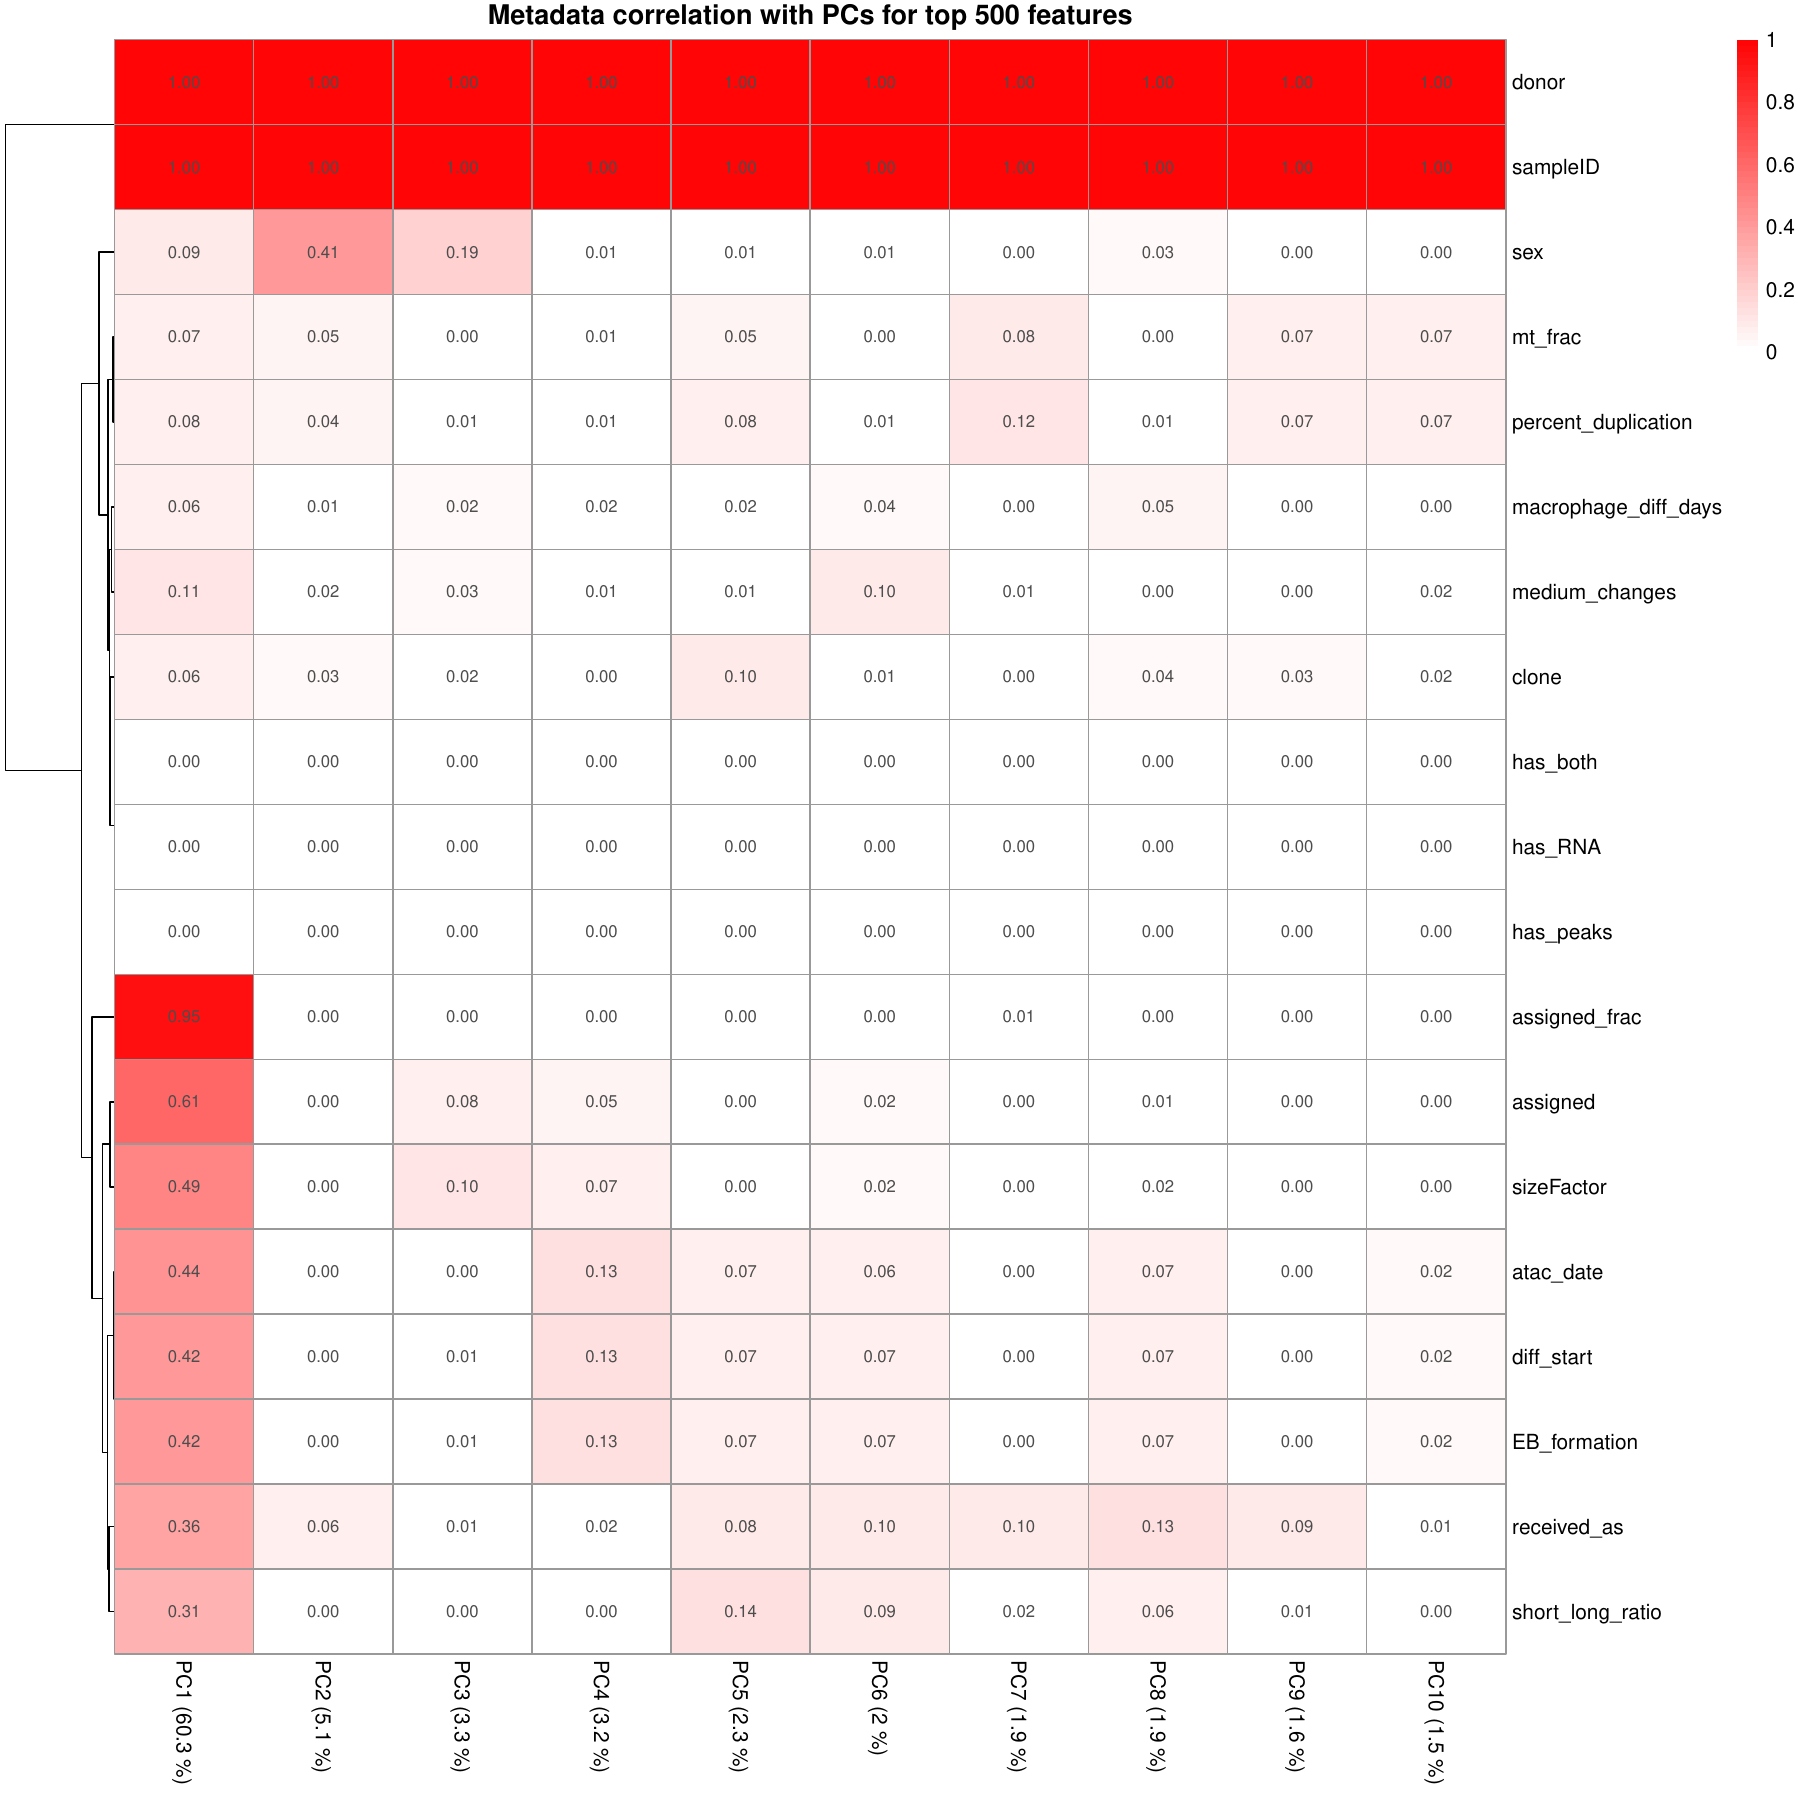 Metadata correlation with PCs for top 500 features
1.00 1.00 1.00 1.00 1.00 1.00 1.00 1.00 1.00 1.00 donor
1.00 1.00 1.00 1.00 1.00 1.00 1.00 1.00 1.00 1.00 sampleID
0.09 0.41 0.19 0.01 0.01 0.01 0.00 0.03 0.00 0.00 sex
0.07 0.05 0.00 0.01 0.05 0.00 0.08 0.00 0.07 0.07 mt_frac
0.08 0.04 0.01 0.01 0.08 0.01 0.12 0.01 0.07 0.07 percent_duplication
0.06 0.01 0.02 0.02 0.02 0.04 0.00 0.05 0.00 0.00 macrophage_diff_days
0.11 0.02 0.03 0.01 0.01 0.10 0.01 0.00 0.00 0.02 medium_changes
0.06 0.03 0.02 0.00 0.10 0.01 0.00 0.04 0.03 0.02 clone
0.00 0.00 0.00 0.00 0.00 0.00 0.00 0.00 0.00 0.00 has_both
0.00 0.00 0.00 0.00 0.00 0.00 0.00 0.00 0.00 0.00 has_RNA
0.00 0.00 0.00 0.00 0.00 0.00 0.00 0.00 0.00 0.00 has_peaks
0.95 0.00 0.00 0.00 0.00 0.00 0.01 0.00 0.00 0.00 assigned_frac
0.61 0.00 0.08 0.05 0.00 0.02 0.00 0.01 0.00 0.00 assigned
0.49 0.00 0.10 0.07 0.00 0.02 0.00 0.02 0.00 0.00 sizeFactor
0.44 0.00 0.00 0.13 0.07 0.06 0.00 0.07 0.00 0.02 atac_date
0.42 0.00 0.01 0.13 0.07 0.07 0.00 0.07 0.00 0.02 diff_start
0.42 0.00 0.01 0.13 0.07 0.07 0.00 0.07 0.00 0.02 EB_formation
0.36 0.06 0.01 0.02 0.08 0.10 0.10 0.13 0.09 0.01 received_as
0.31 0.00 0.00 0.00 0.14 0.09 0.02 0.06 0.01 0.00 short_long_ratio
PC1 (60.3 %)
PC2 (5.1 %)
PC3 (3.3 %)
PC4 (3.2 %)
PC5 (2.3 %)
PC6 (2 %)
PC7 (1.9 %)
PC8 (1.9 %)
PC9 (1.6 %)
PC10 (1.5 %)
1
0.8
0.6
0.4
0.2
0